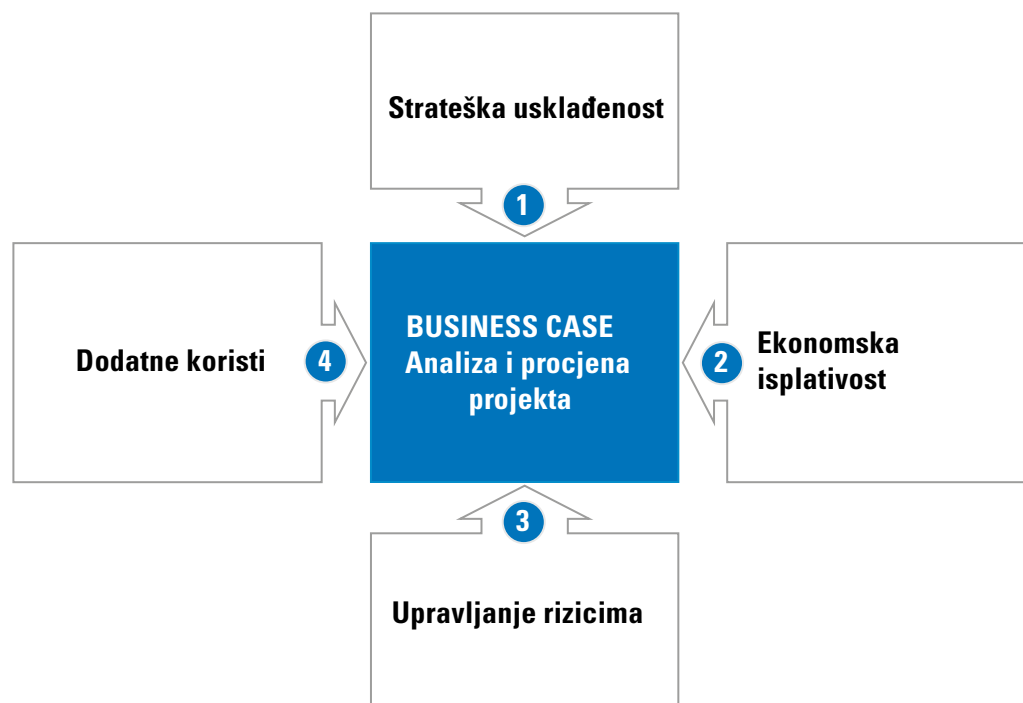 Strateška usklađenost
1
BUSINESS CASE
Analiza i procjena
projekta
Dodatne koristi
4
2
Ekonomska
isplativost
3
Upravljanje rizicima